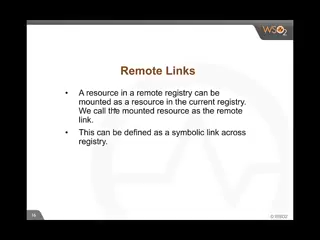 WSO2
Remote Links
• A resource in a remote registry can be
mounted as a resource in the current registry.
We call the mounted resource as the remote
link.
• This can be defined as a symbolic link across
registry.
© WSO2